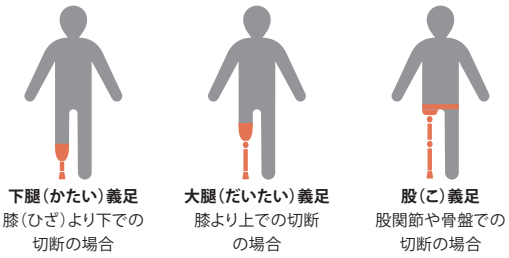 下腿（かたい）義足
膝（ひざ）より下での
切断の場合
大腿（だいたい）義足
膝より上での切断
の場合
股（こ）義足
股関節や骨盤での
切断の場合